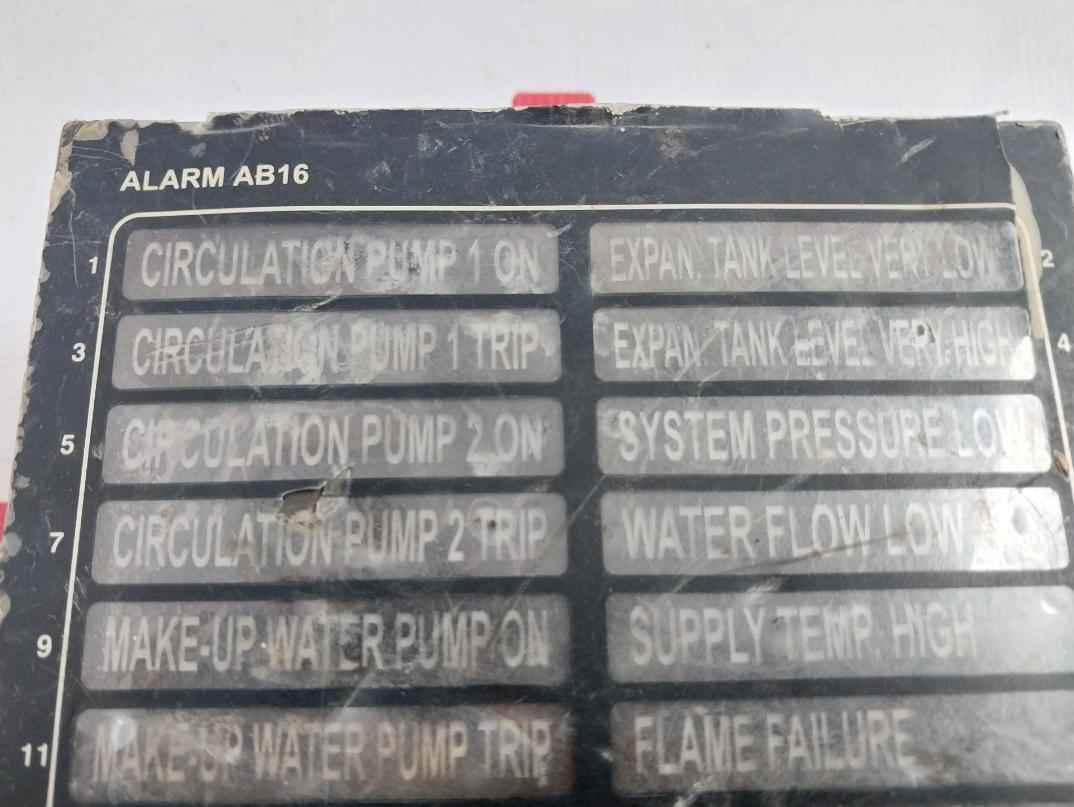 ALARM AB16
1 CIRCULATION PUMP 1 ON EXPAN. TANK LEVEL VERY LOW 2
3 CIRCULATION PUMP 1 TRIP EXPAN. TANK LEVEL VERY HIGH 4
5 CIRCULATION PUMP 2 ON SYSTEM PRESSURE LOW
7 CIRCULATION PUMP 2 TRIP WATER FLOW LOW
9 MAKE-UP WATER PUMP ON SUPPLY TEMP. HIGH
11 MAKE-UP WATER PUMP TRIP FLAME FAILURE